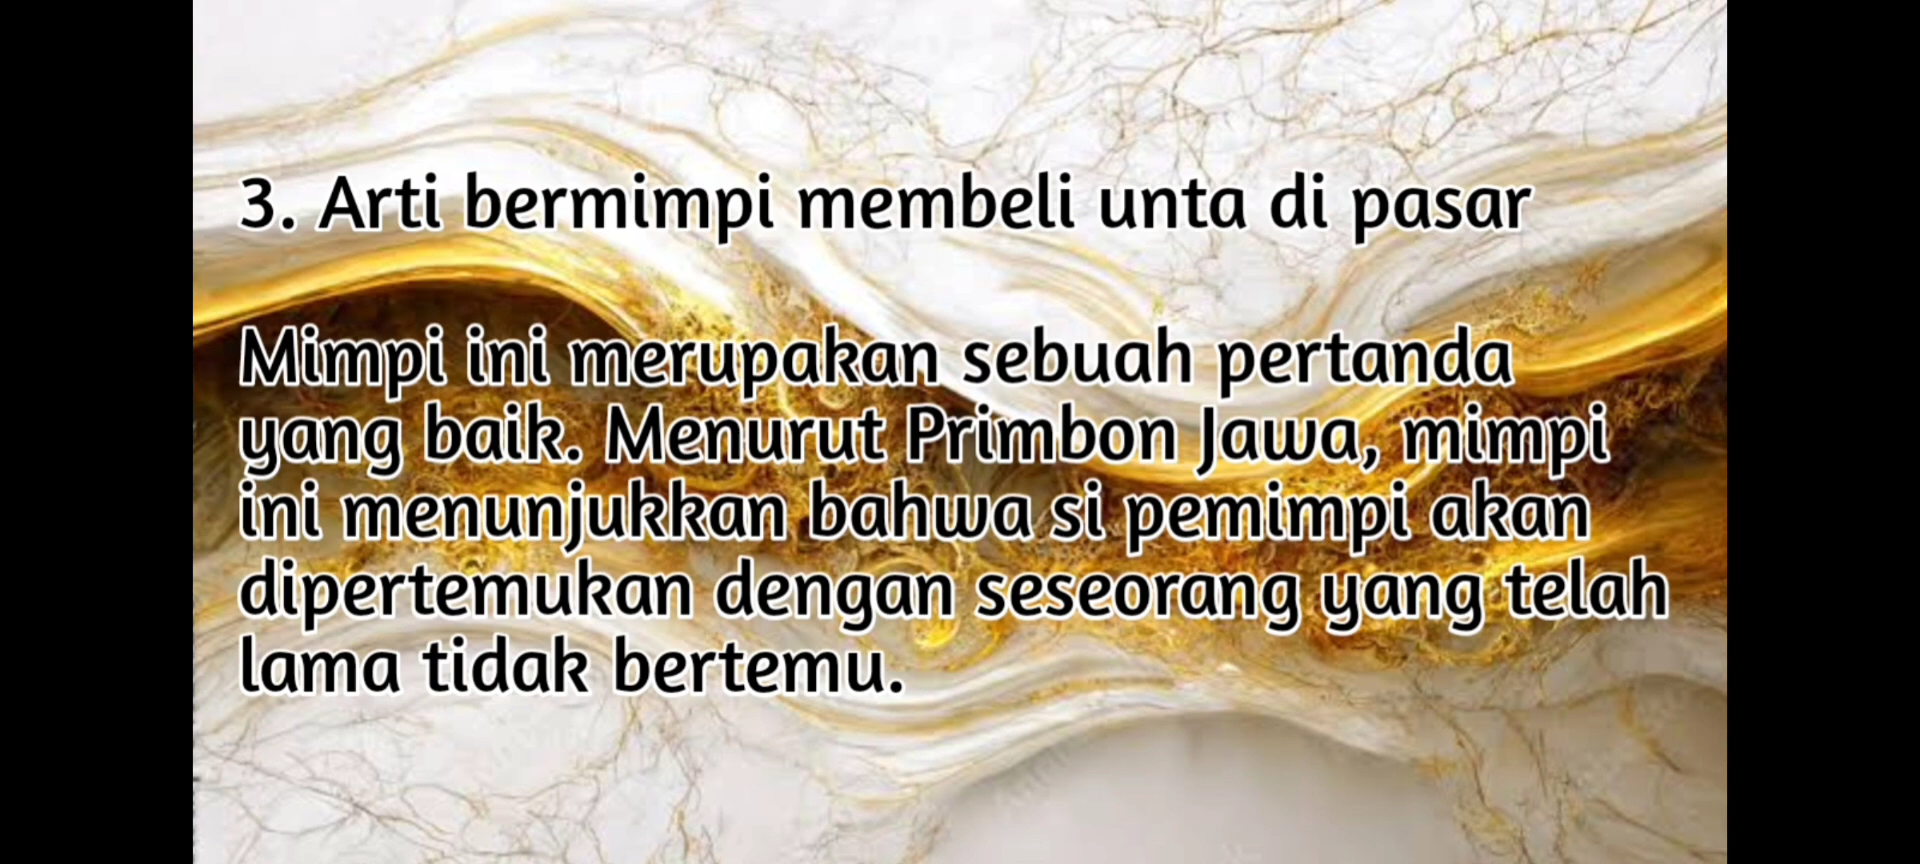 3. Arti bermimpi membeli unta di pasar
Mimpi ini merupakan sebuah pertanda
yang baik. Menurut Primbon Jawa, mimpi
ini menunjukkan bahwa si pemimpi akan
dipertemukan dengan seseorang yang telah
lama tidak bertemu.